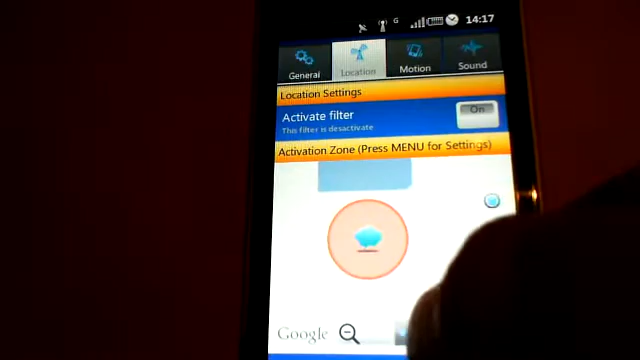 G 14:17
General Location Motion Sound
Location Settings
Activate filter
On
This filter is desactivate
Activation Zone (Press MENU for Settings)
Google